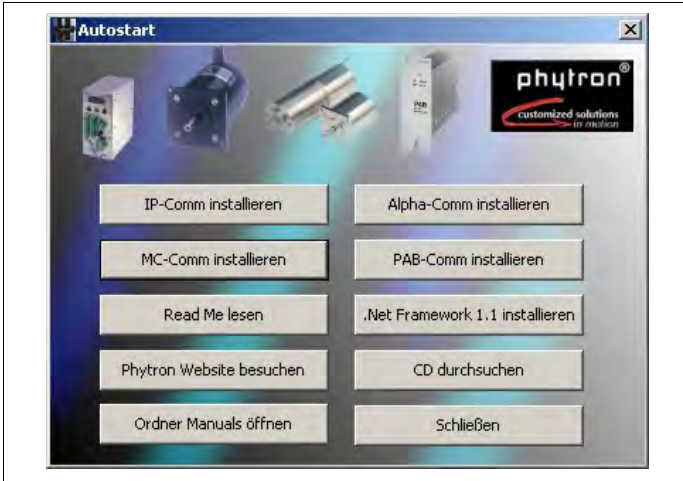 Autostart
phytron®
customized solutions
in motion
PAB
IP-Comm installieren
Alpha-Comm installieren
MC-Comm installieren
PAB-Comm installieren
Read Me lesen
.Net Framework 1.1 installieren
Phytron Website besuchen
CD durchsuchen
Ordner Manuals öffnen
Schließen